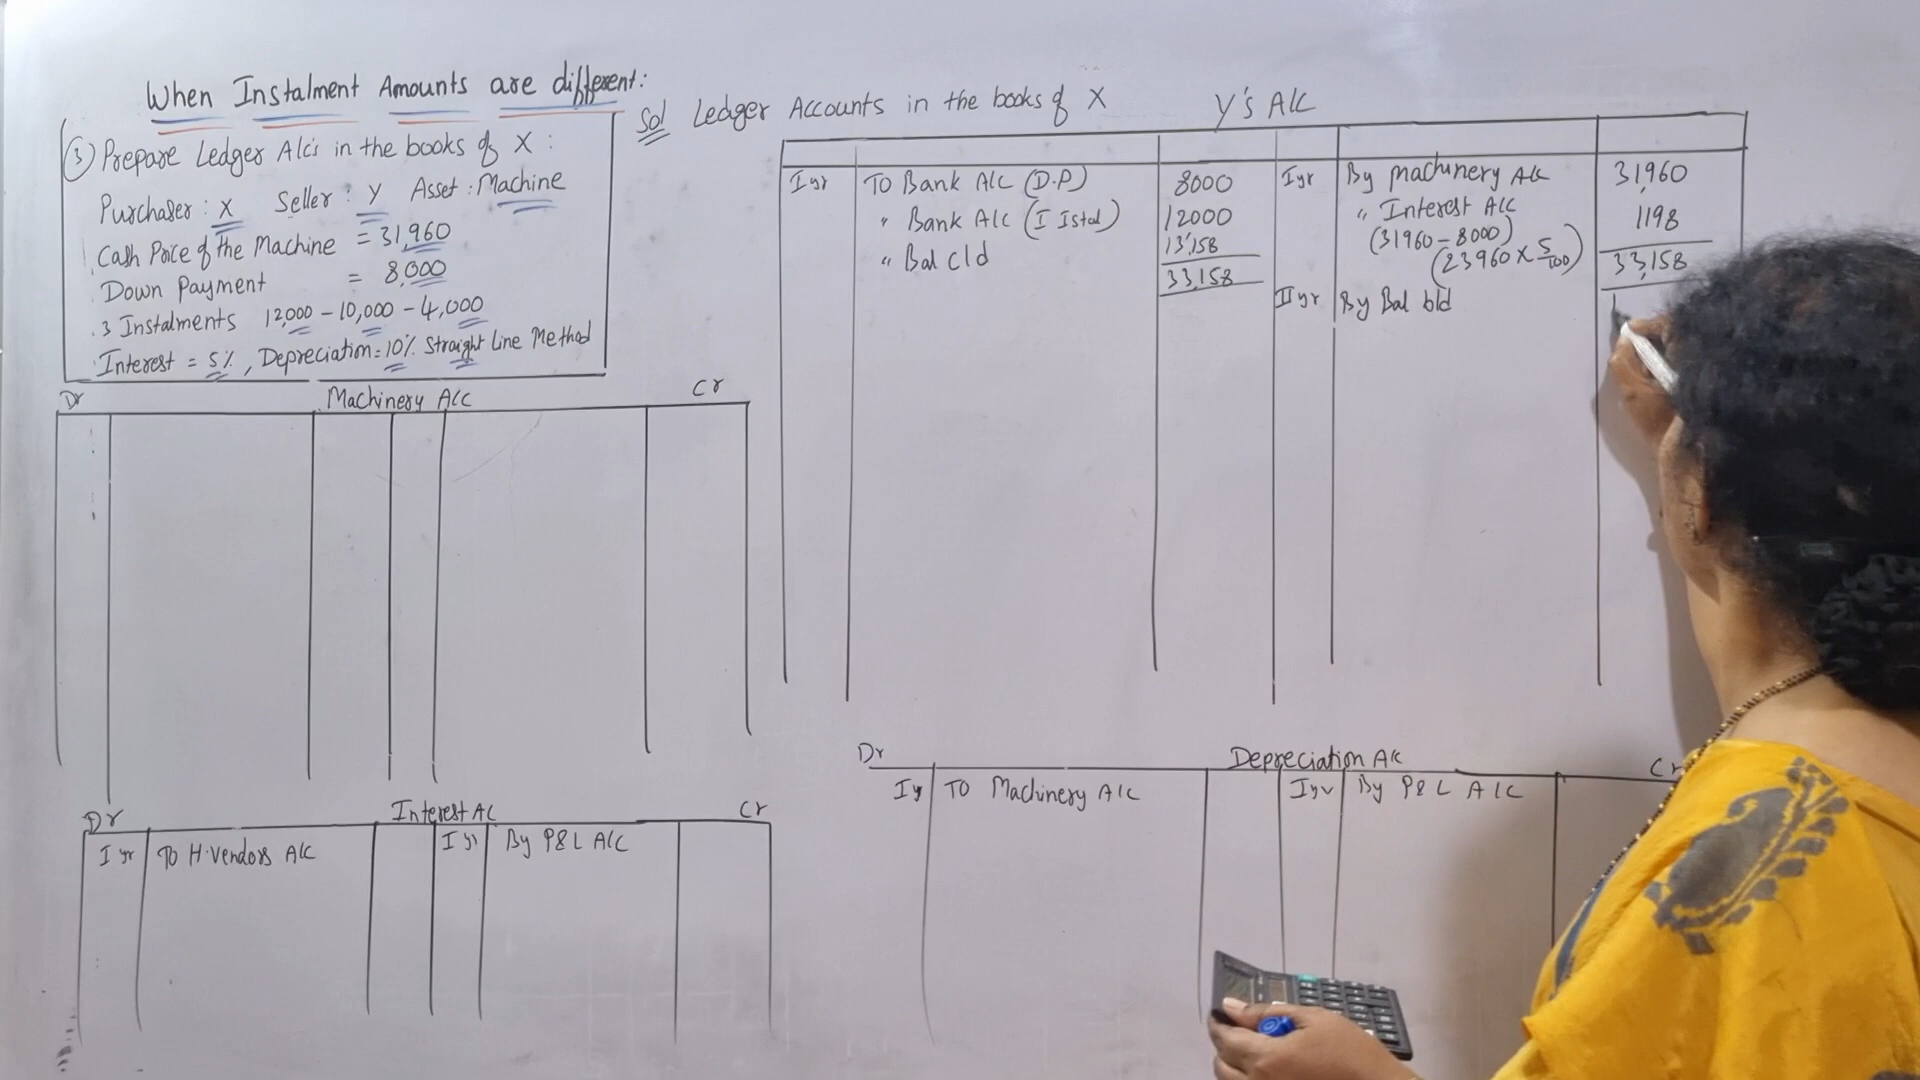 When Instalment Amounts are different:
③ Prepare Ledger A/c's in the books of X :
Purchaser : X Seller : Y Asset : Machine
Cash Price of the Machine = 31,960
Down Payment = 8,000
3 Instalments 12,000 - 10,000 - 4,000
Interest = 5%, Depreciation = 10% Straight Line Method
Sol Ledger Accounts in the books of X Y's A/C
I yr To Bank A/C (D.P) 8000 I yr By Machinery A/c 31,960
" Bank A/C (I Istal) 12000 " Interest A/C 1198
(31960 - 8000)
" Bal c/d 13,158 (23960 x 5/100)
33,158 33,158
II yr By Bal b/d 1
Dr Machinery A/C Cr
Dr Interest AC Cr
I yr To H.Vendors A/C I yr By P&L A/C
Dr Depreciation A/C Cr
I y To Machinery A/C I yr By P&L A/C